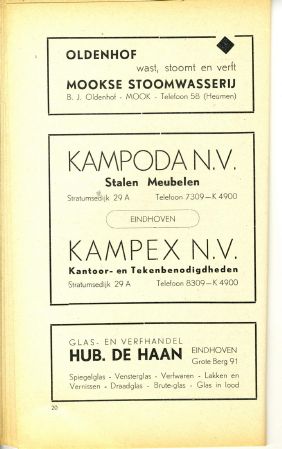 OLDENHOF
wast, stoomt en verft
MOOKSE STOOMWASSERIJ
B. J. Oldenhof - MOOK - Telefoon 58 (Heumen)
KAMPODA N.V.
Stalen Meubelen
Stratumsedijk 29 A Telefoon 7309—K 4900
EINDHOVEN
KAMPEX N.V.
Kantoor- en Tekenbenodigdheden
Stratumsedijk 29 A Telefoon 8309—K 4900
GLAS- EN VERFHANDEL
HUB. DE HAAN EINDHOVEN
Grote Berg 91
Spiegelglas - Vensterglas - Verfwaren - Lakken en
Vernissen - Draadglas - Brute-glas - Glas in lood
20